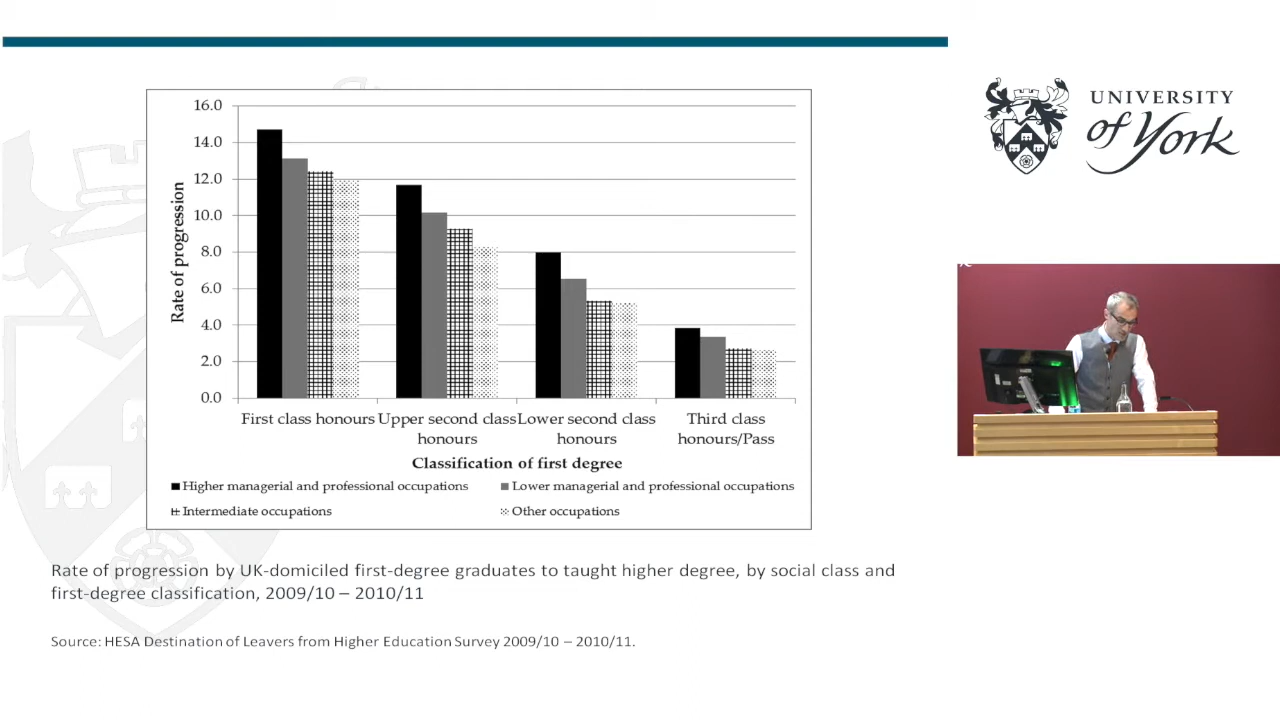 UNIVERSITY
of York
16.0
14.0
12.0
10.0
8.0
6.0
4.0
2.0
0.0
Rate of progression
First class honours
Upper second class
honours
Lower second class
honours
Third class
honours/Pass
Classification of first degree
Higher managerial and professional occupations
Lower managerial and professional occupations
Intermediate occupations
Other occupations
Rate of progression by UK-domiciled first-degree graduates to taught higher degree, by social class and
first-degree classification, 2009/10 – 2010/11
Source: HESA Destination of Leavers from Higher Education Survey 2009/10 – 2010/11.